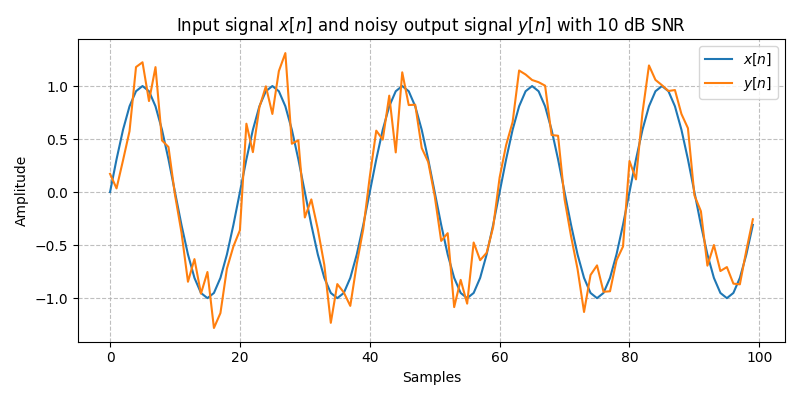 Input signal x[n] and noisy output signal y[n] with 10 dB SNR
x[n]
y[n]
1.0
0.5
0.0
−0.5
−1.0
Amplitude
0 20 40 60 80 100
Samples